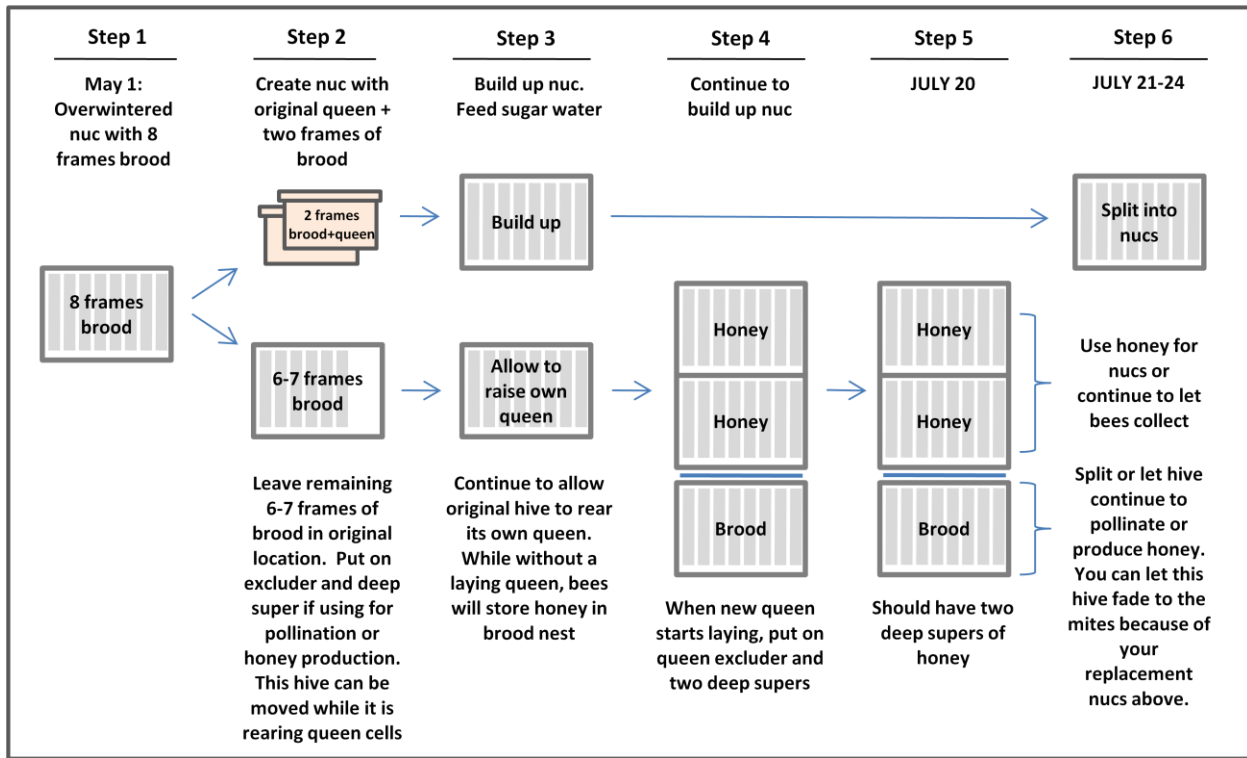 Step 1
May 1:
Overwintered
nuc with 8
frames brood
8 frames
brood
Step 2
Create nuc with
original queen +
two frames of
brood
2 frames
brood+queen
6-7 frames
brood
Leave remaining
6-7 frames of
brood in original
location.  Put on
excluder and deep
super if using for
pollination or
honey production.
This hive can be
moved while it is
rearing queen cells
Step 3
Build up nuc.
Feed sugar water
Build up
Allow to
raise own
queen
Continue to allow
original hive to rear
its own queen.
While without a
laying queen, bees
will store honey in
brood nest
Step 4
Continue to
build up nuc
Honey
Honey
Brood
When new queen
starts laying, put on
queen excluder and
two deep supers
Step 5
JULY 20
Honey
Honey
Brood
Should have two
deep supers of
honey
Step 6
JULY 21-24
Split into
nucs
Use honey for
nucs or
continue to let
bees collect
Split or let hive
continue to
pollinate or
produce honey.
You can let this
hive fade to the
mites because of
your
replacement
nucs above.